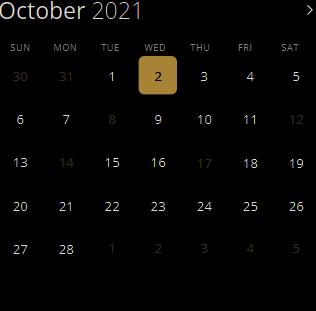 October 2021
SUN MON TUE WED THU FRI SAT
30 31 1 2 3 4 5
6 7 8 9 10 11 12
13 14 15 16 17 18 19
20 21 22 23 24 25 26
27 28 1 2 3 4 5